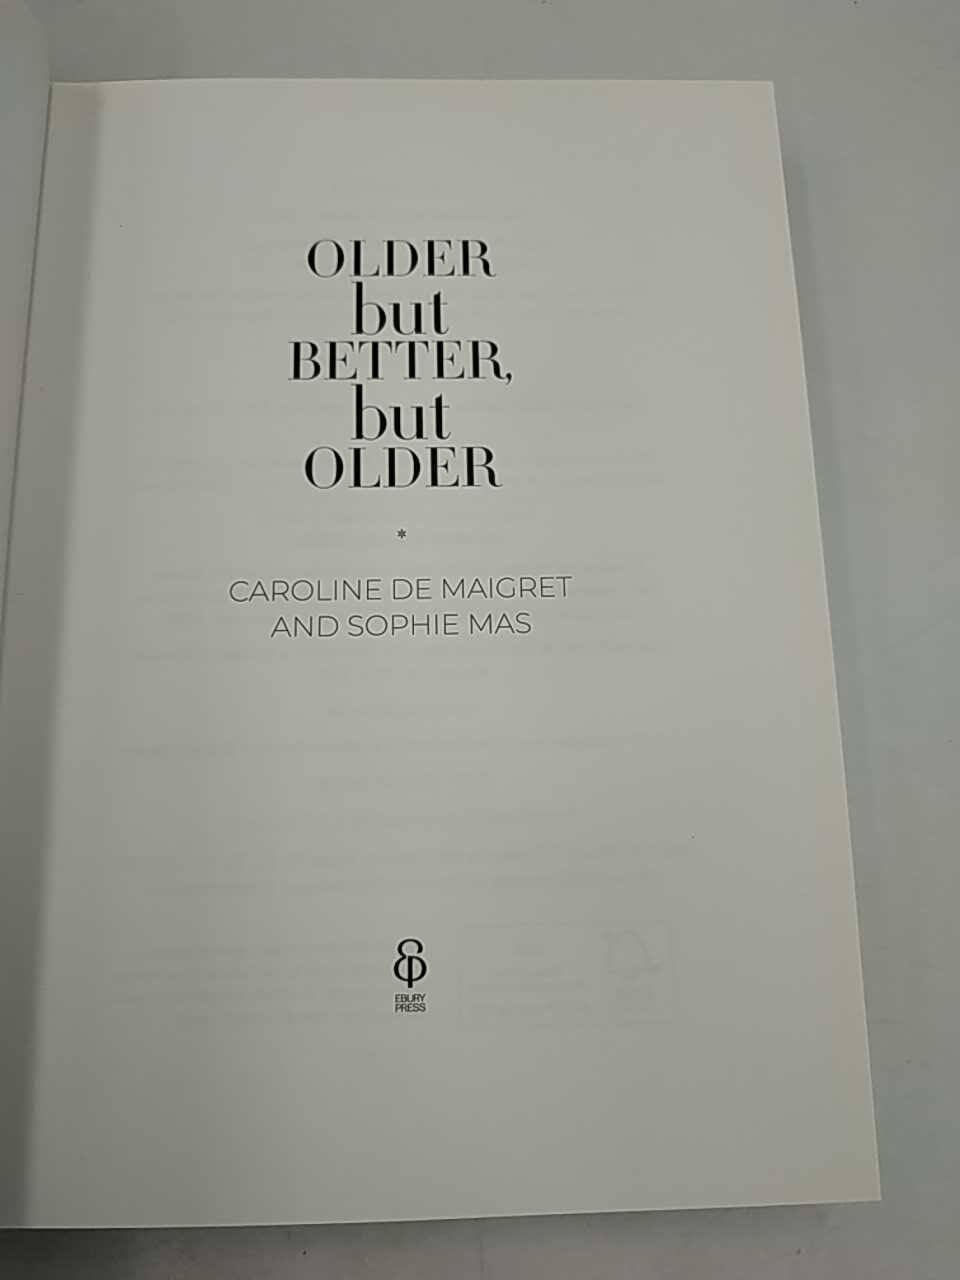 OLDER
but
BETTER,
but
OLDER
*
CAROLINE DE MAIGRET
AND SOPHIE MAS
EBURY
PRESS